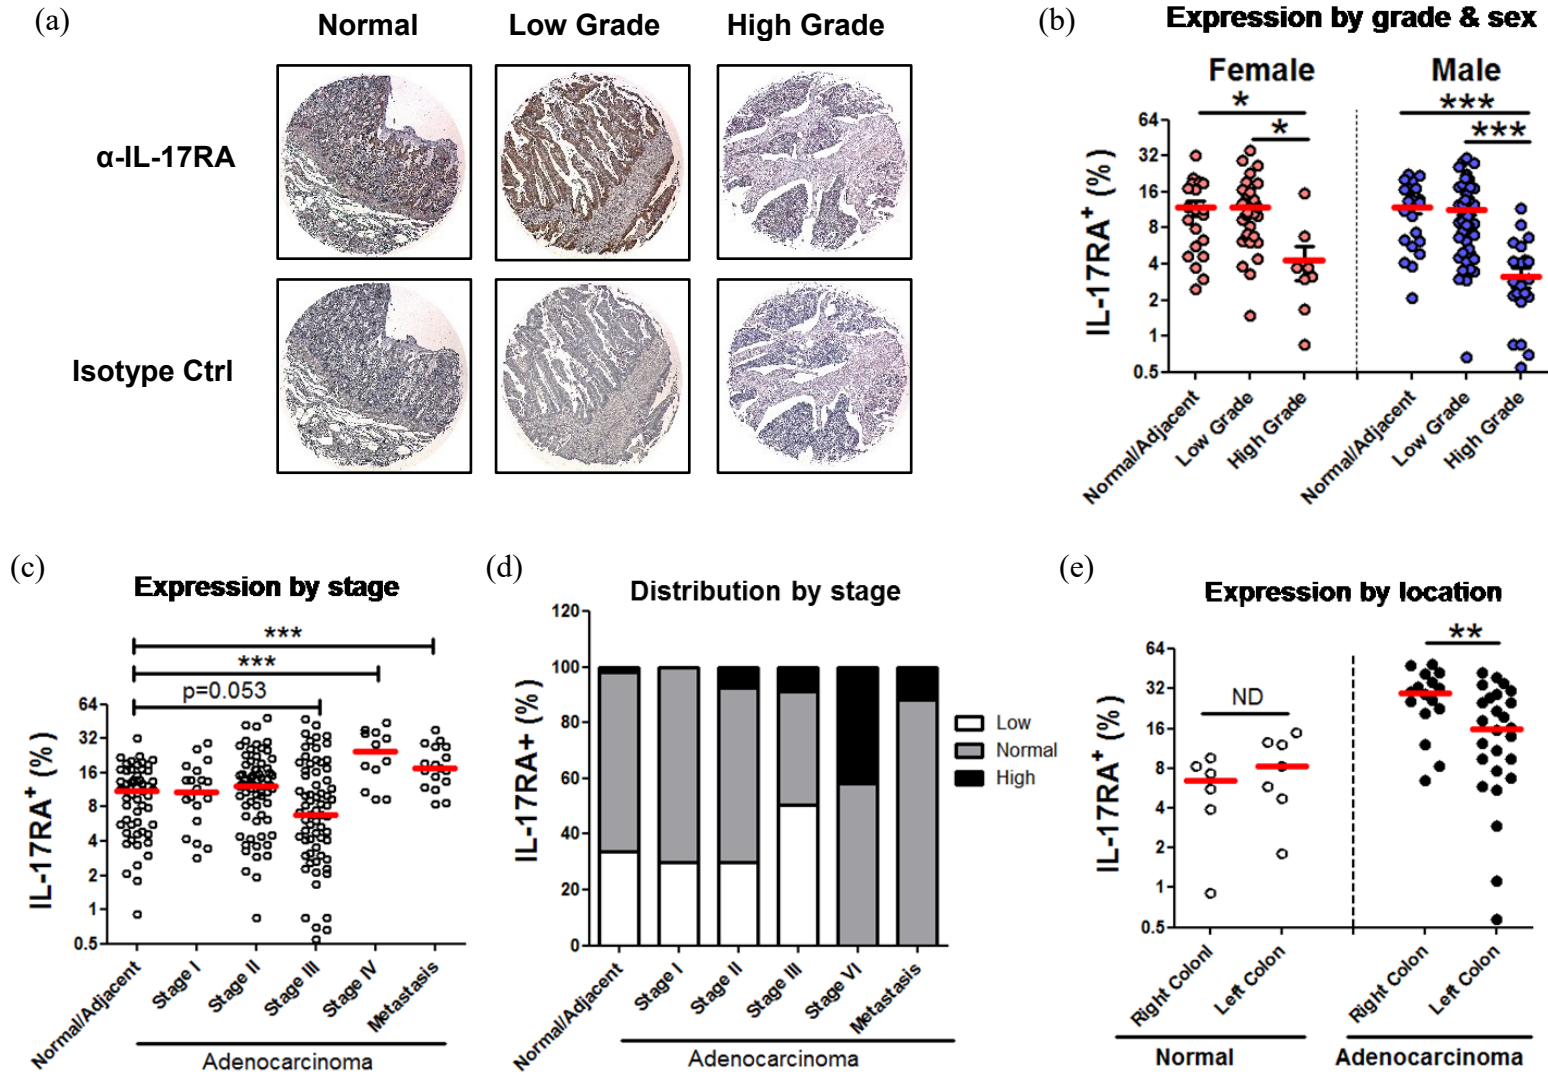 (a)
Normal
Low Grade
High Grade
α-IL-17RA
Isotype Ctrl
(b)
Expression by grade & sex
Female
Male
*
*
***
***
IL-17RA+ (%)
64
32
16
8
4
2
1
0.5
Normal/Adjacent
Low Grade
High Grade
Normal/Adjacent
Low Grade
High Grade
(c)
Expression by stage
***
***
p=0.053
IL-17RA+ (%)
64
32
16
8
4
2
1
0.5
Normal/Adjacent
Stage I
Stage II
Stage III
Stage IV
Metastasis
Adenocarcinoma
(d)
Distribution by stage
IL-17RA+ (%)
120
100
80
60
40
20
0
Low
Normal
High
Normal/Adjacent
Stage I
Stage II
Stage III
Stage VI
Metastasis
Adenocarcinoma
(e)
Expression by location
ND
**
IL-17RA+ (%)
64
32
16
8
4
2
1
0.5
Right Colonl
Left Colon
Right Colon
Left Colon
Normal
Adenocarcinoma